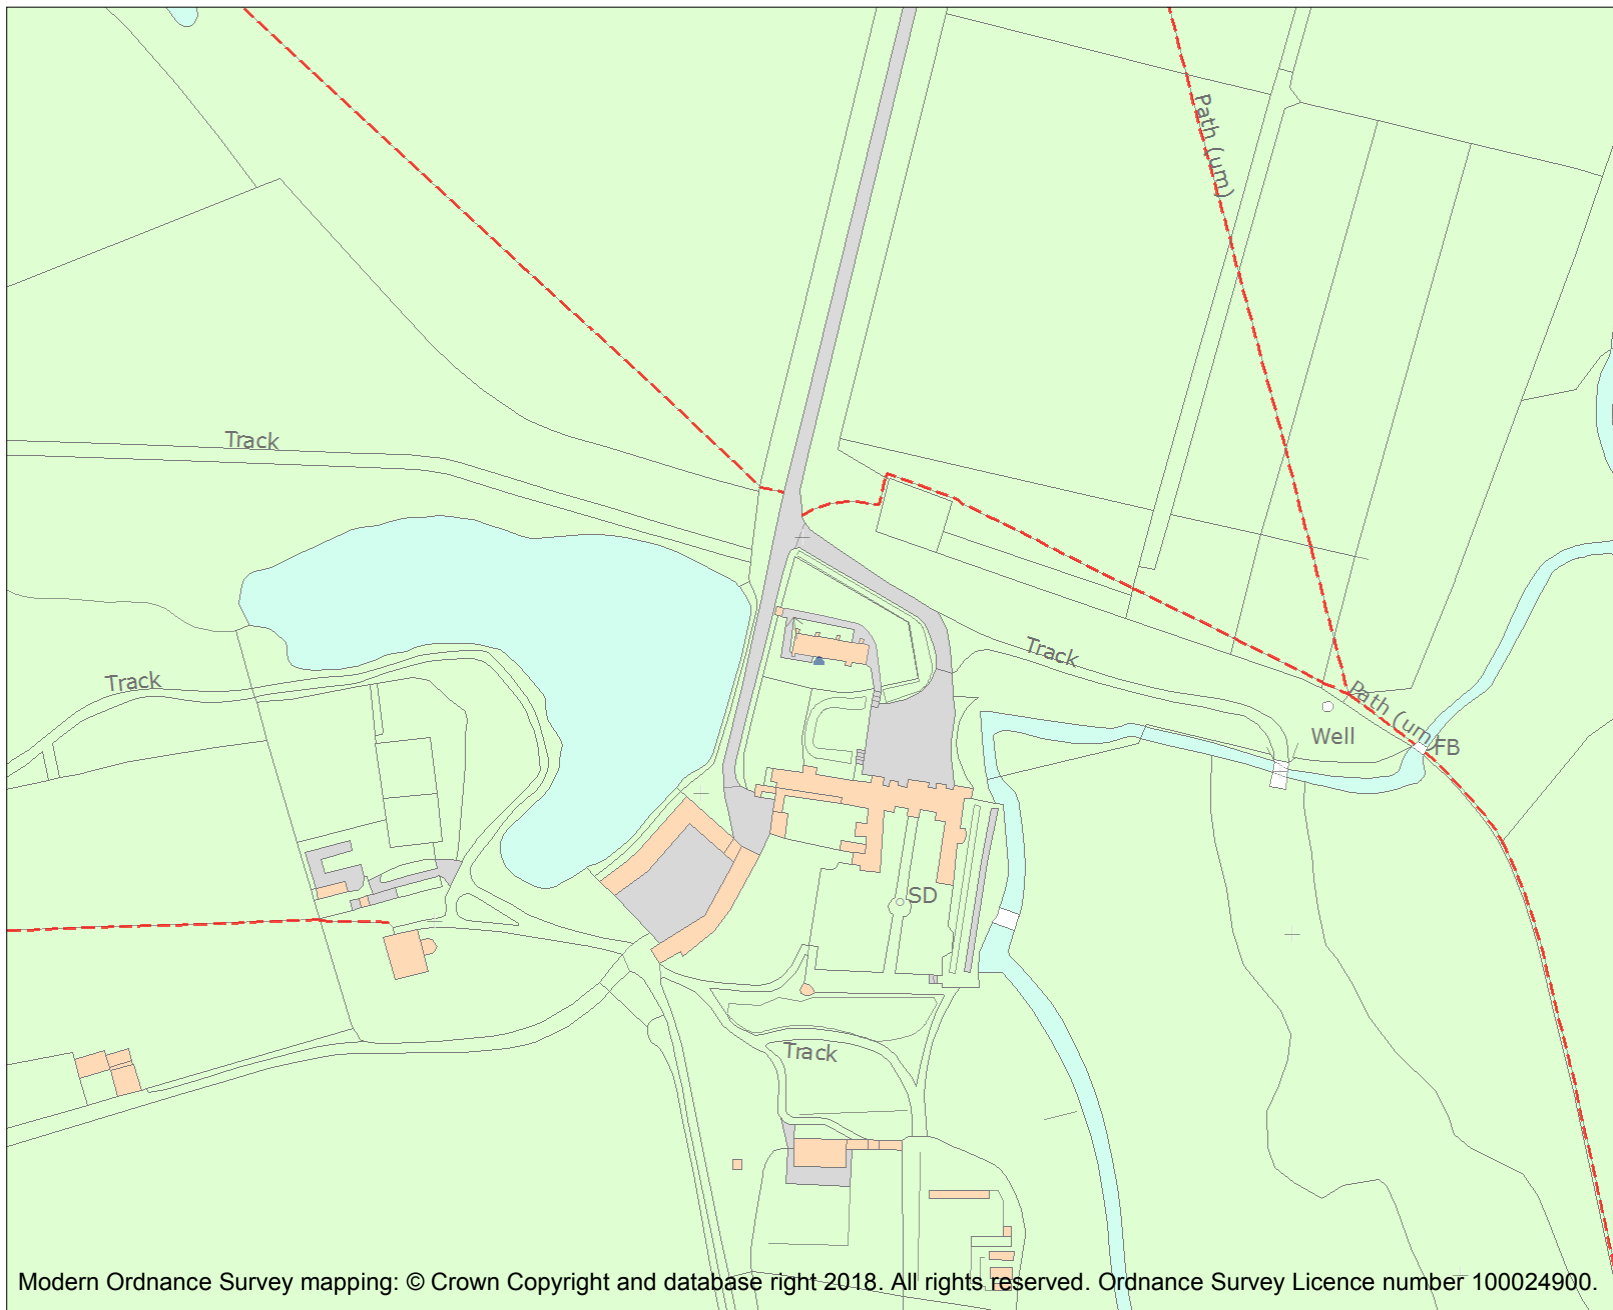 Path (um)
Track
Track
Track
Path (um)
Well
FB
SD
Track
Modern Ordnance Survey mapping: © Crown Copyright and database right 2018. All rights reserved. Ordnance Survey Licence number 100024900.